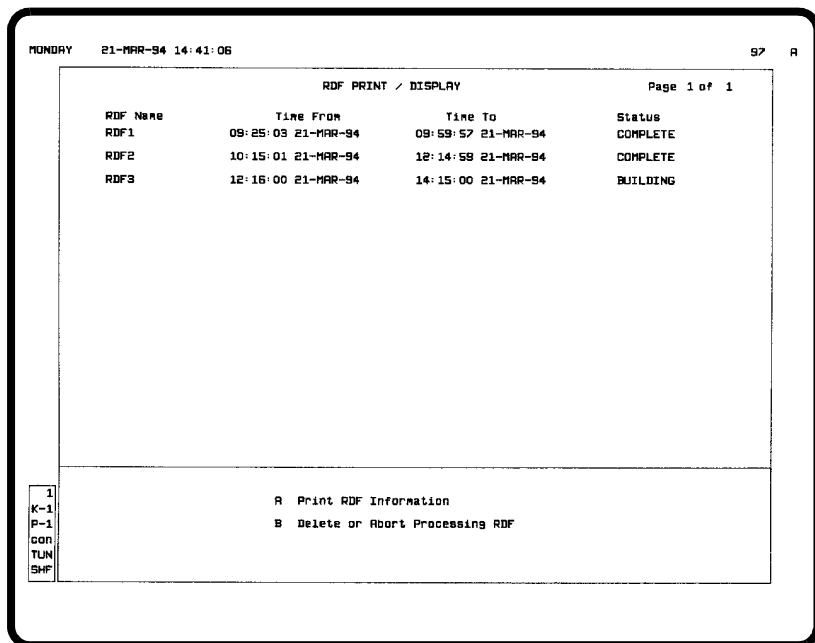 MONDAY 21-MAR-94 14:41:06 97 A
RDF PRINT / DISPLAY Page 1 of 1
RDF Name Time From Time To Status
RDF1 09:25:03 21-MAR-94 09:59:57 21-MAR-94 COMPLETE
RDF2 10:15:01 21-MAR-94 12:14:59 21-MAR-94 COMPLETE
RDF3 12:16:00 21-MAR-94 14:15:00 21-MAR-94 BUILDING
A Print RDF Information
B Delete or Abort Processing RDF
1
K-1
P-1
con
TUN
SHF